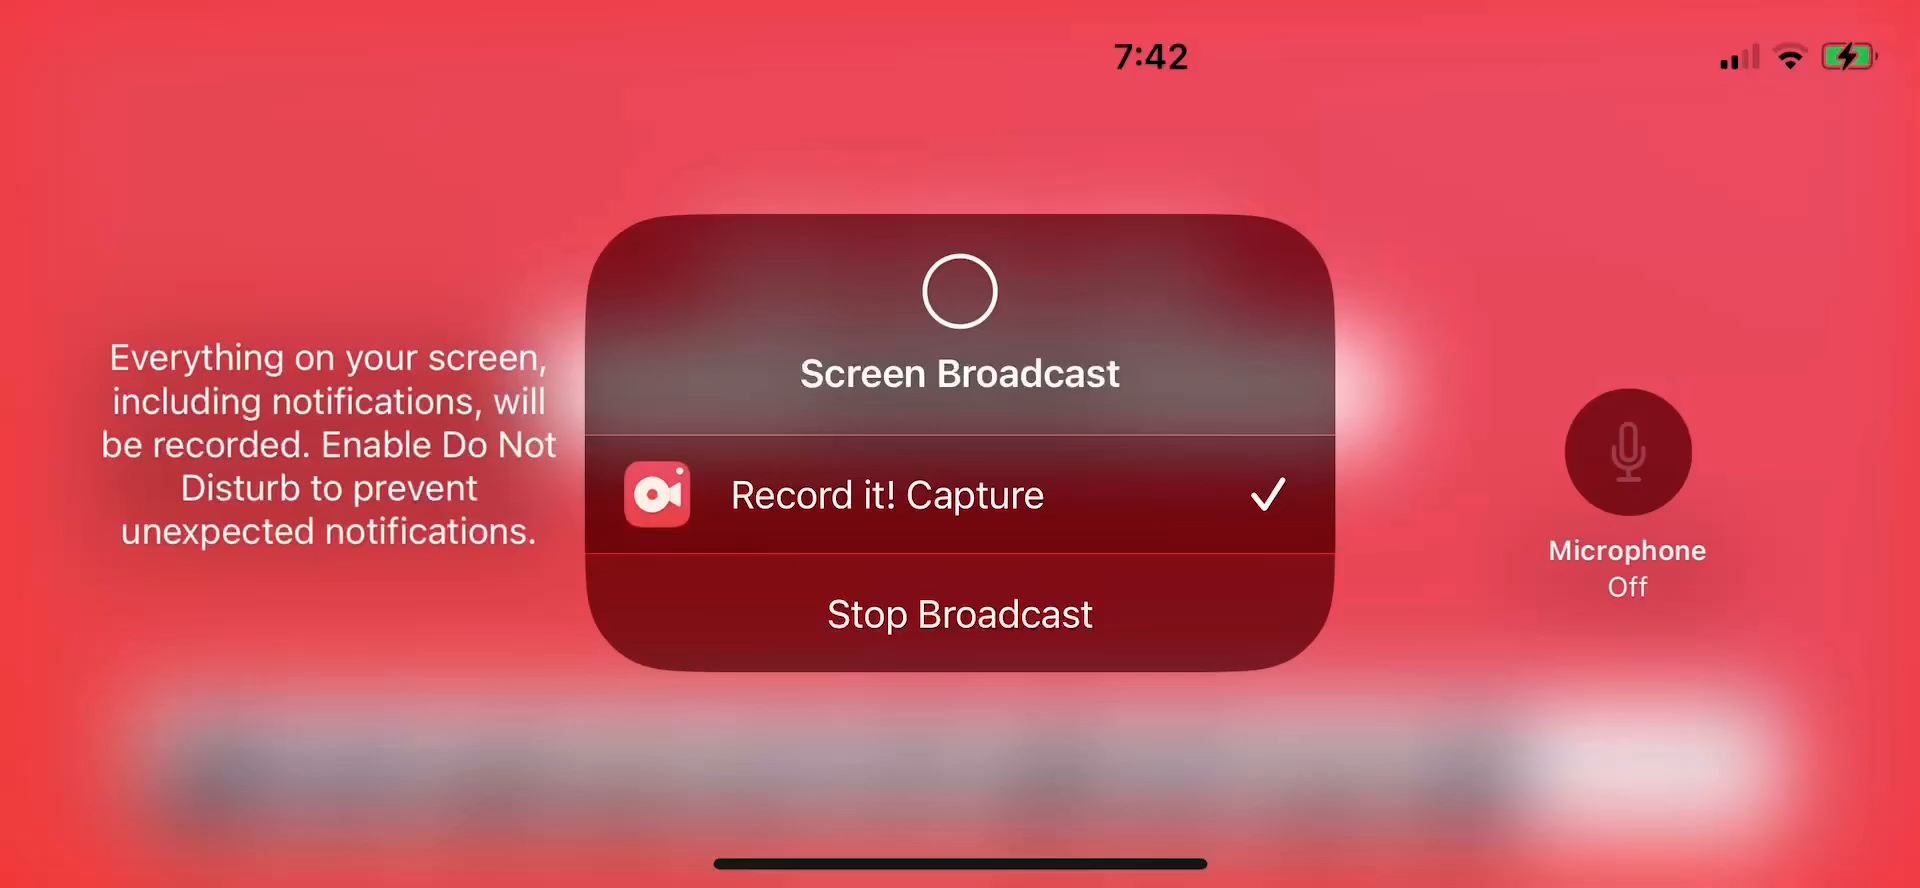 7:42
Everything on your screen,
including notifications, will
be recorded. Enable Do Not
Disturb to prevent
unexpected notifications.
Screen Broadcast
Record it! Capture
Stop Broadcast
Microphone
Off